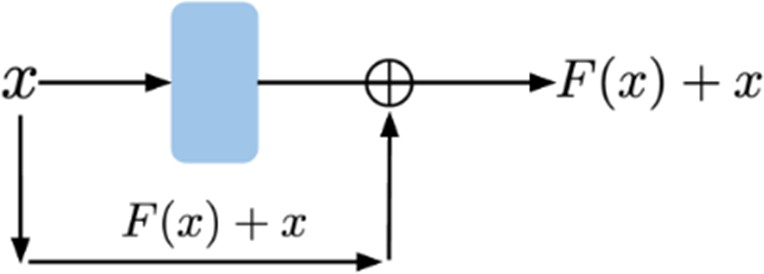 x
F(x) + x
F(x) + x